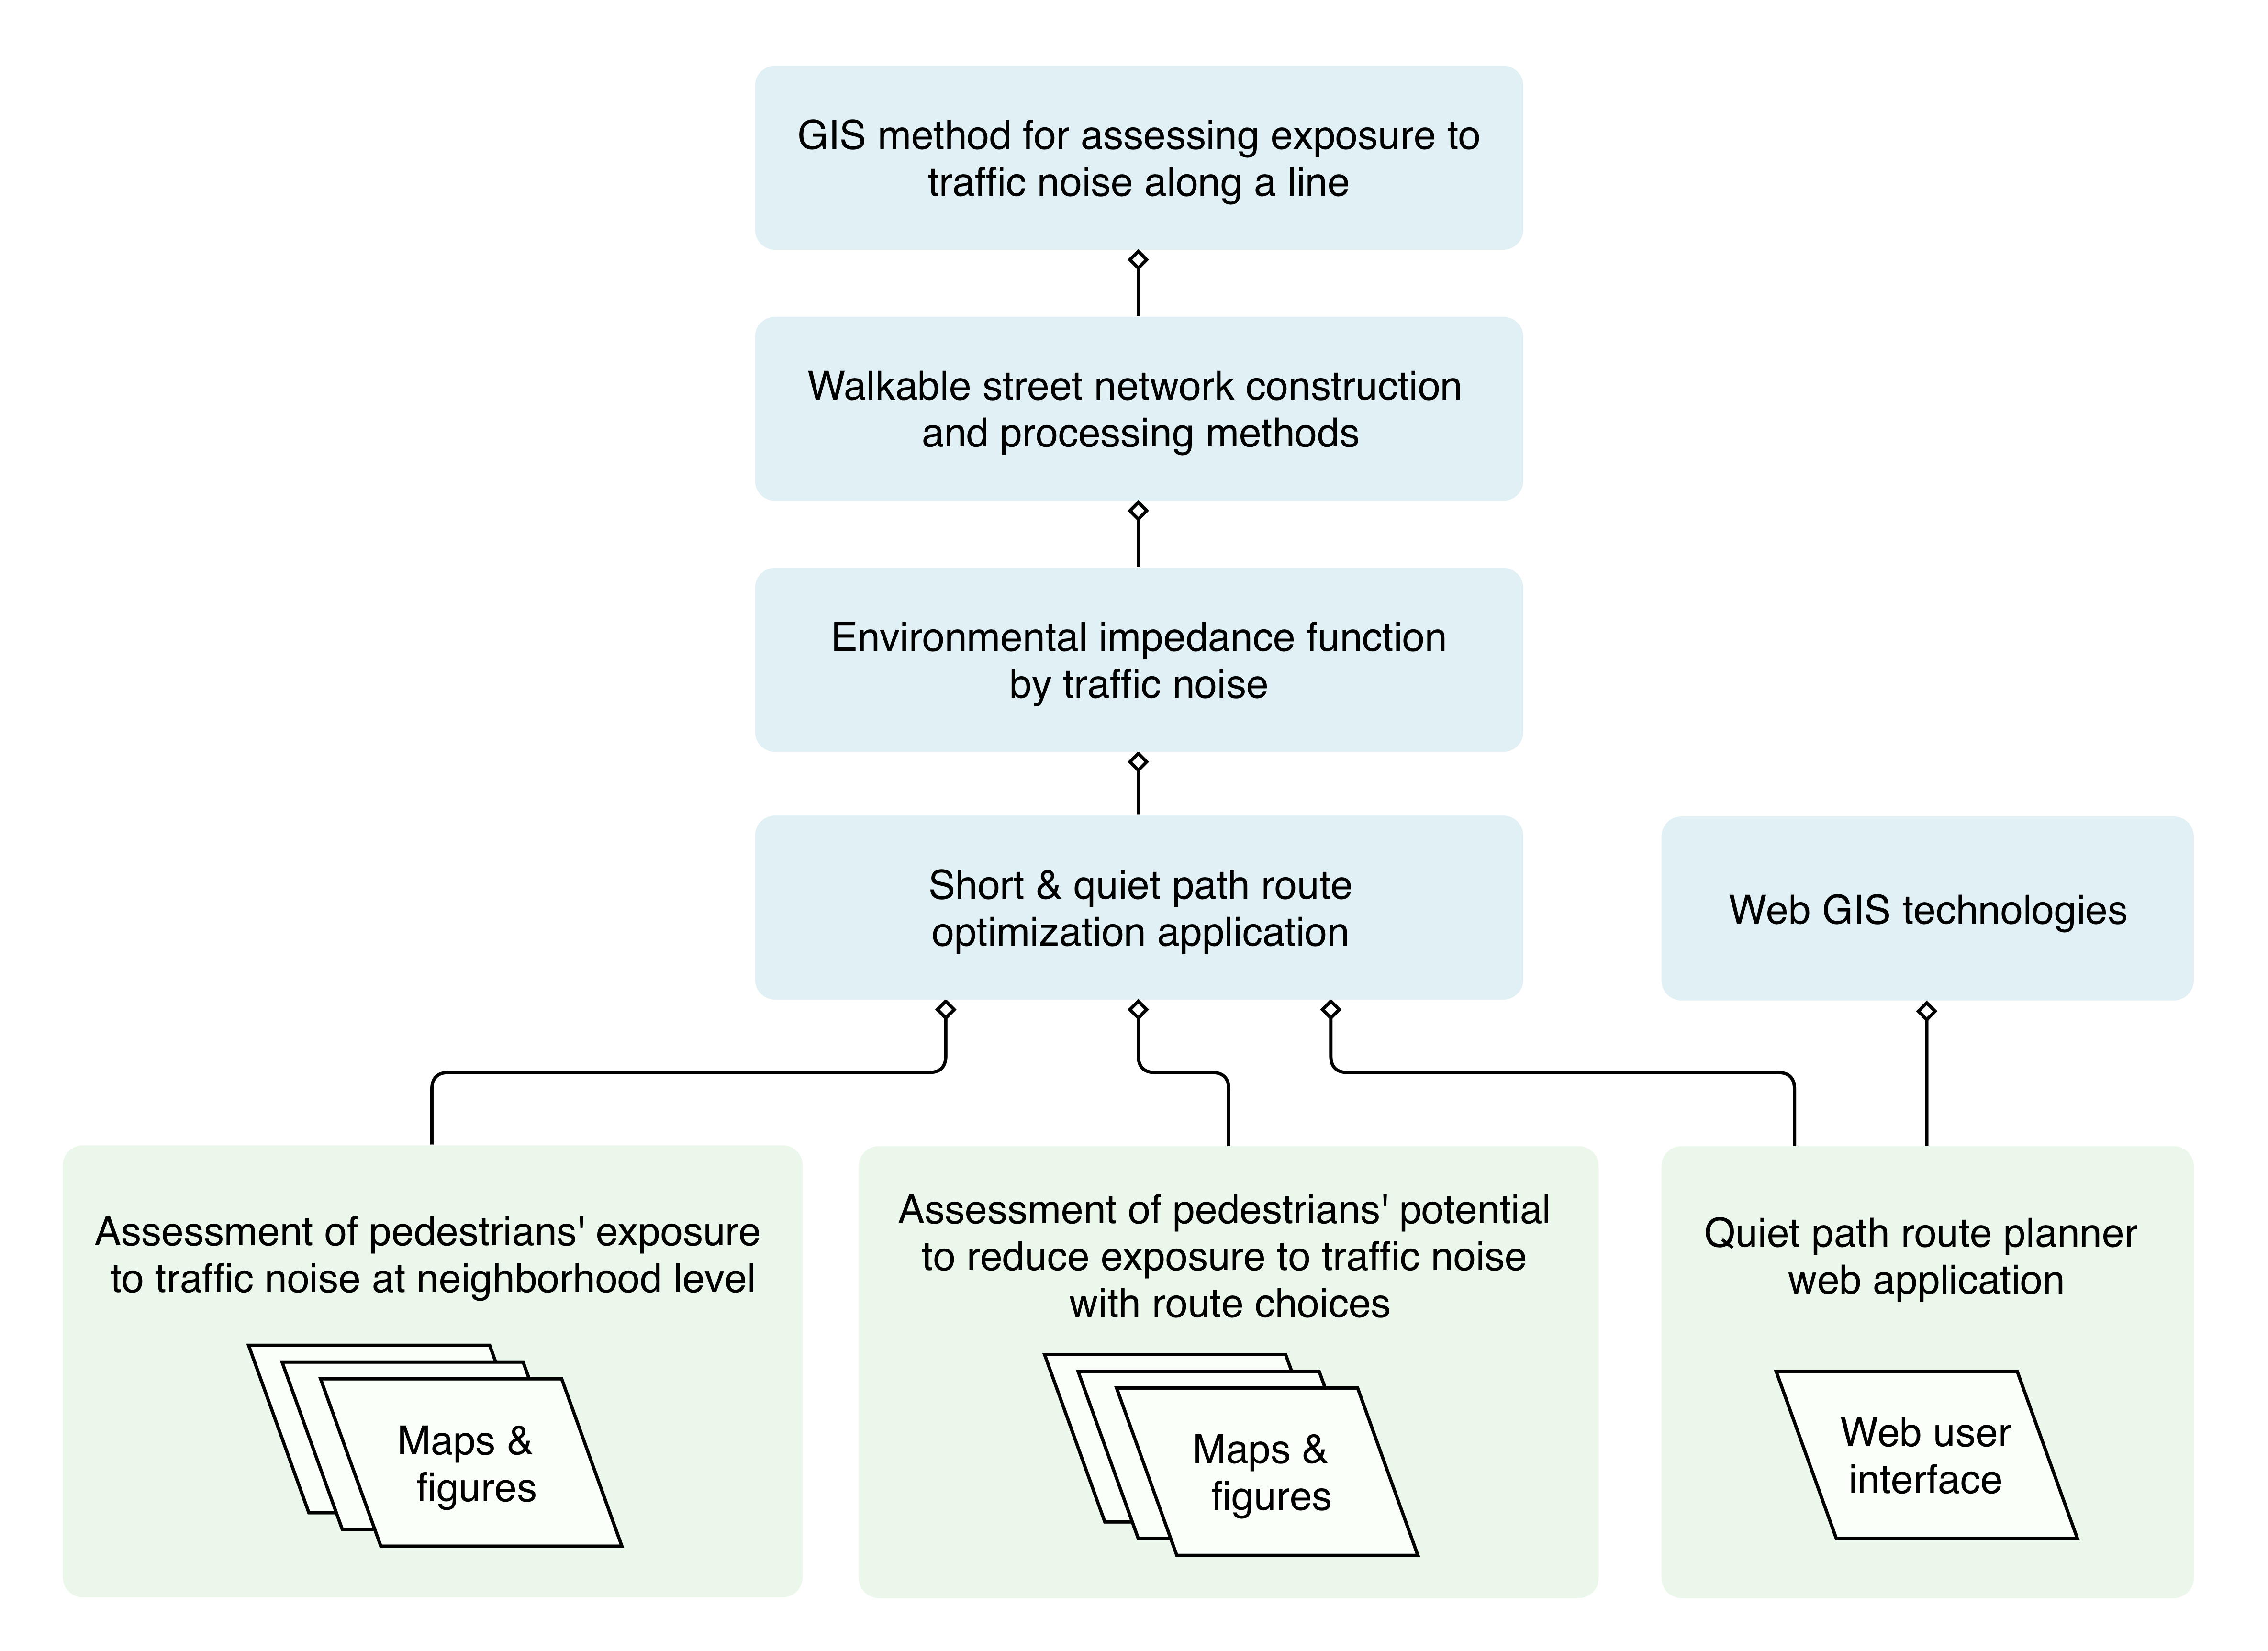 GIS method for assessing exposure to
traffic noise along a line
Walkable street network construction
and processing methods
Environmental impedance function
by traffic noise
Short & quiet path route
optimization application
Web GIS technologies
Assessment of pedestrians' exposure
to traffic noise at neighborhood level
Maps &
figures
Assessment of pedestrians' potential
to reduce exposure to traffic noise
with route choices
Maps &
figures
Quiet path route planner
web application
Web user
interface